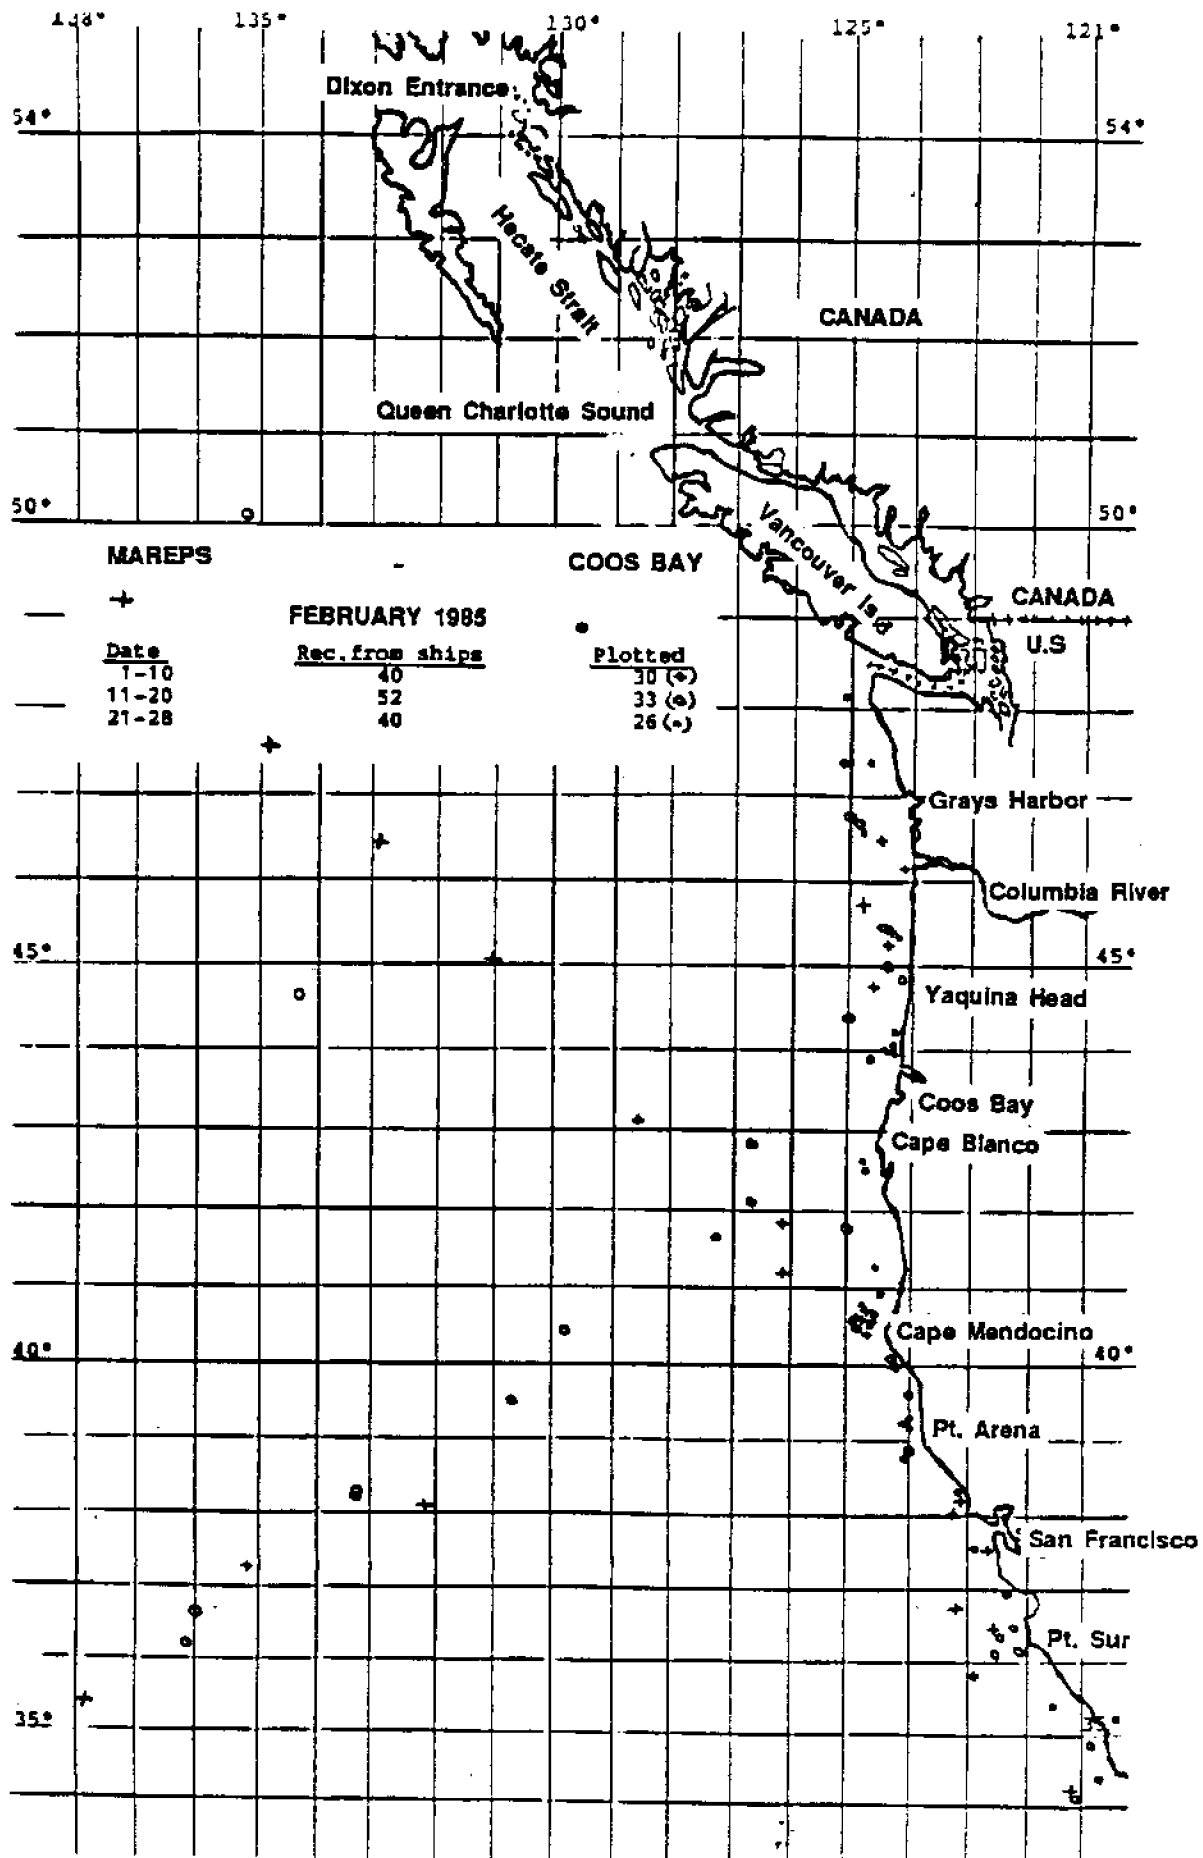 138° 135° 130° 125° 121°
Dixon Entrance
54° 54°
Hecate Strait
CANADA
Queen Charlotte Sound
50° 50°
Vancouver Isd
MAREPS COOS BAY
CANADA
FEBRUARY 1985
U.S
Date Rec.from ships Plotted
1-10 40 30 (+)
11-20 52 33 (o)
21-28 40 26 (•)
Grays Harbor
Columbia River
45° 45°
Yaquina Head
Coos Bay
Cape Blanco
Cape Mendocino
40° 40°
Pt. Arena
San Francisco
Pt. Sur
35°